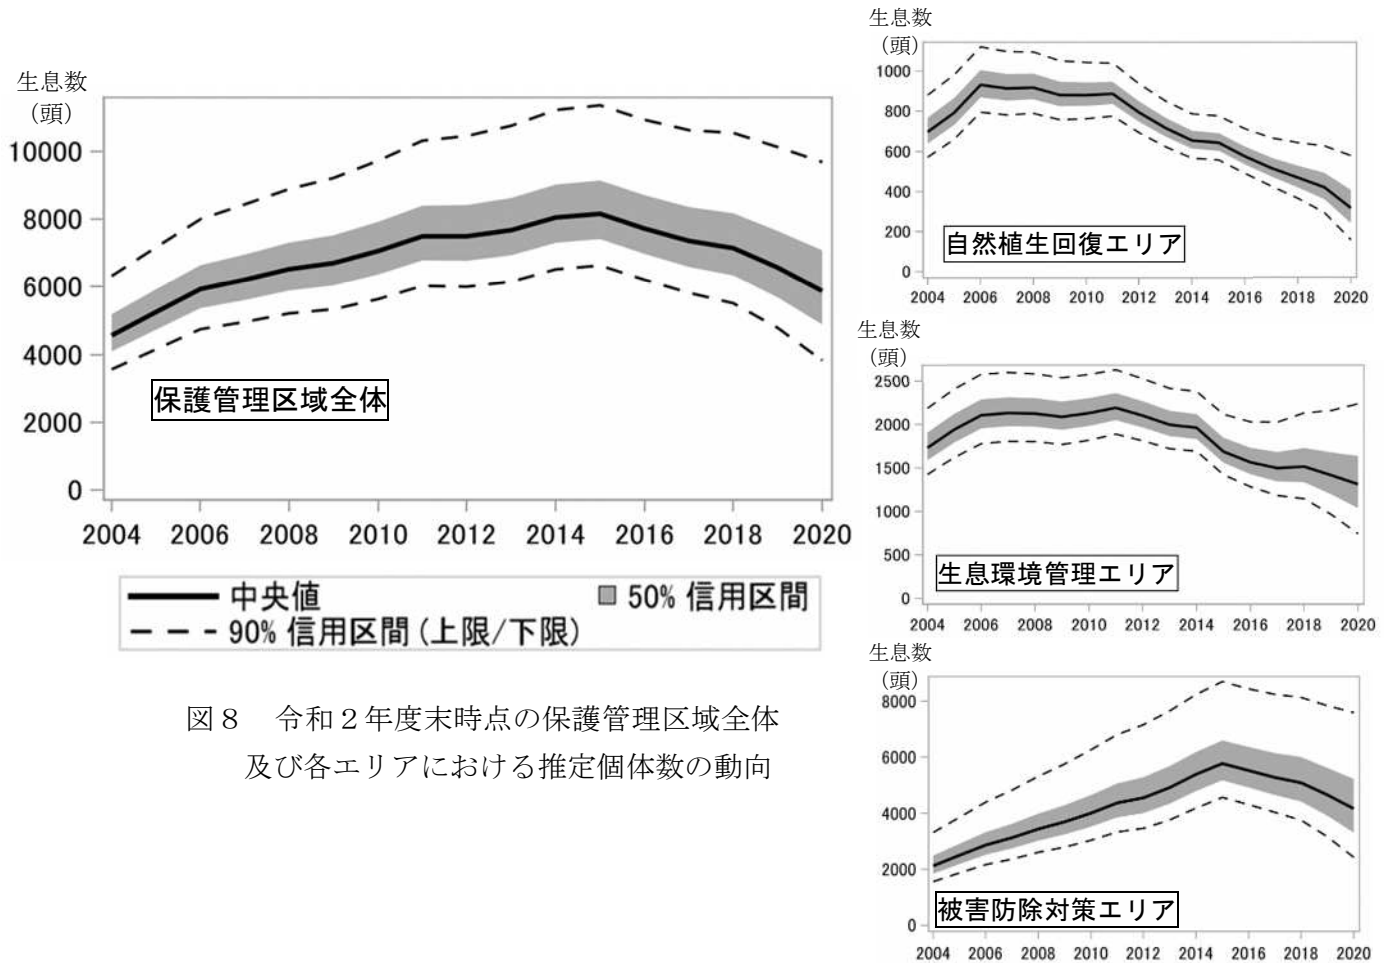 生息数
(頭)
10000
8000
6000
4000
2000
0
保護管理区域全体
2004 2006 2008 2010 2012 2014 2016 2018 2020
中央値 50% 信用区間
90% 信用区間(上限/下限)
図8 令和2年度末時点の保護管理区域全体
及び各エリアにおける推定個体数の動向
生息数
(頭)
1000
800
600
400
200
0
自然植生回復エリア
2004 2006 2008 2010 2012 2014 2016 2018 2020
生息数
(頭)
2500
2000
1500
1000
500
0
生息環境管理エリア
2004 2006 2008 2010 2012 2014 2016 2018 2020
生息数
(頭)
8000
6000
4000
2000
0
被害防除対策エリア
2004 2006 2008 2010 2012 2014 2016 2018 2020